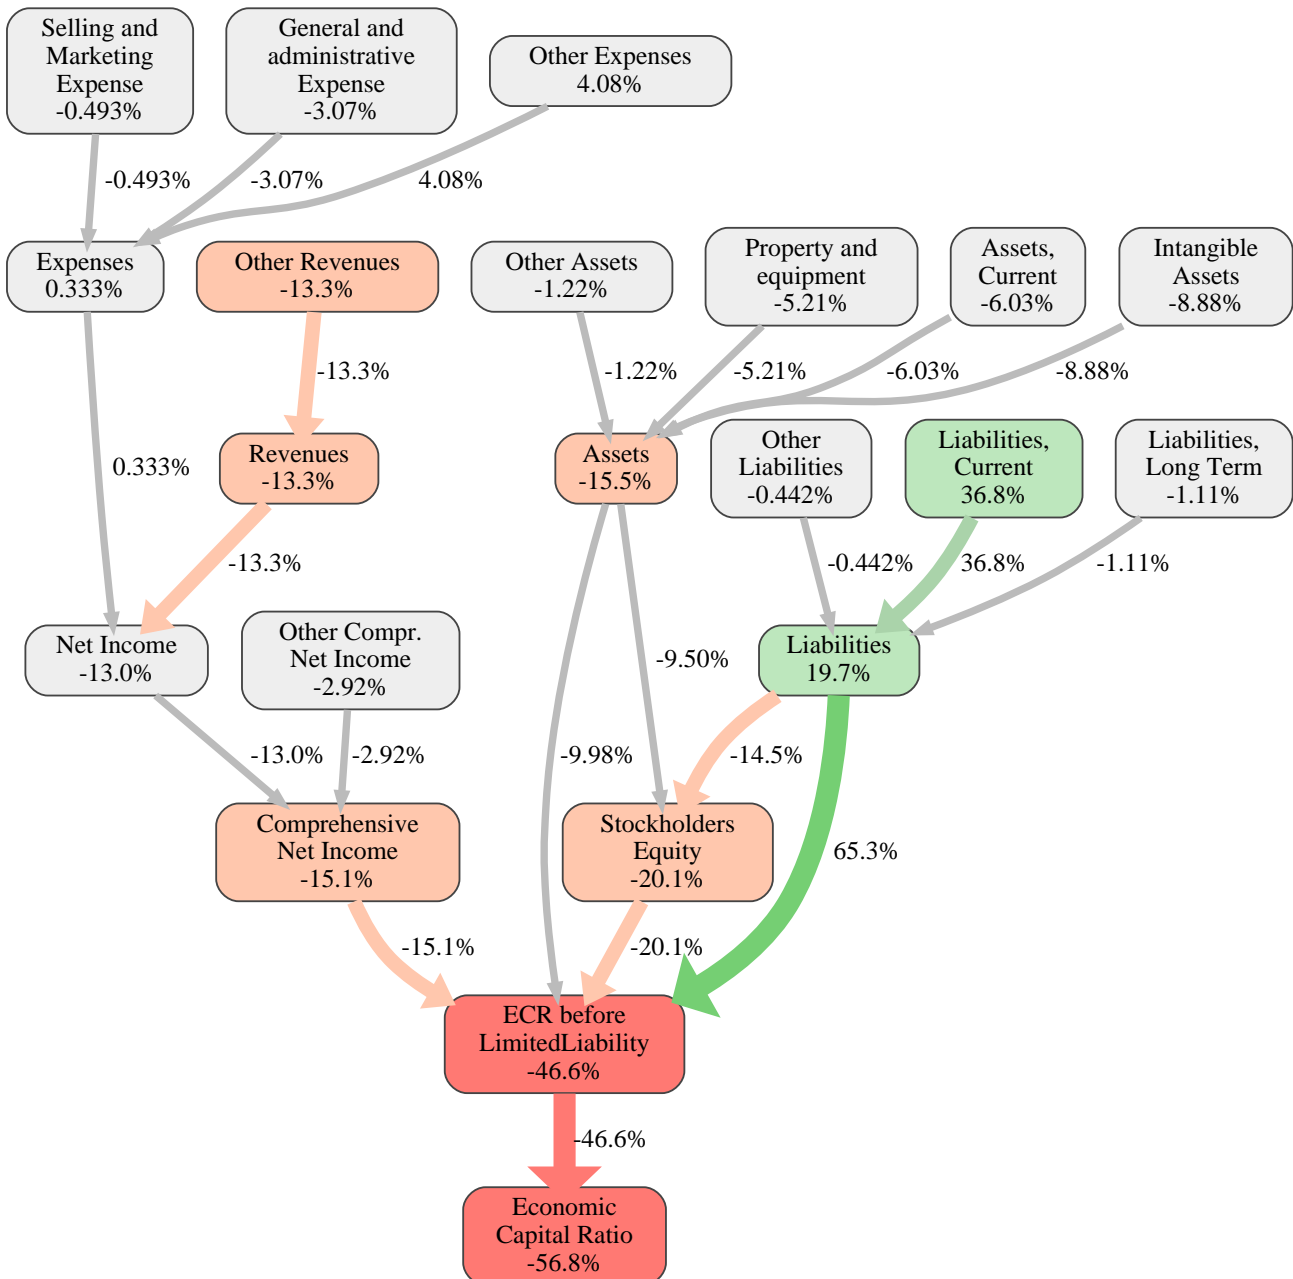 Selling and
Marketing
Expense
-0.493%
General and
administrative
Expense
-3.07%
Other Expenses
4.08%
-0.493%
-3.07%
4.08%
Expenses
0.333%
Other Revenues
-13.3%
Other Assets
-1.22%
Property and
equipment
-5.21%
Assets,
Current
-6.03%
Intangible
Assets
-8.88%
-13.3%
-1.22%
-5.21%
-6.03%
-8.88%
Revenues
-13.3%
Assets
-15.5%
Other
Liabilities
-0.442%
Liabilities,
Current
36.8%
Liabilities,
Long Term
-1.11%
0.333%
-13.3%
-0.442%
36.8%
-1.11%
Net Income
-13.0%
Other Compr.
Net Income
-2.92%
-9.50%
Liabilities
19.7%
-13.0%
-2.92%
-9.98%
-14.5%
Comprehensive
Net Income
-15.1%
Stockholders
Equity
-20.1%
65.3%
-15.1%
-20.1%
ECR before
LimitedLiability
-46.6%
-46.6%
Economic
Capital Ratio
-56.8%